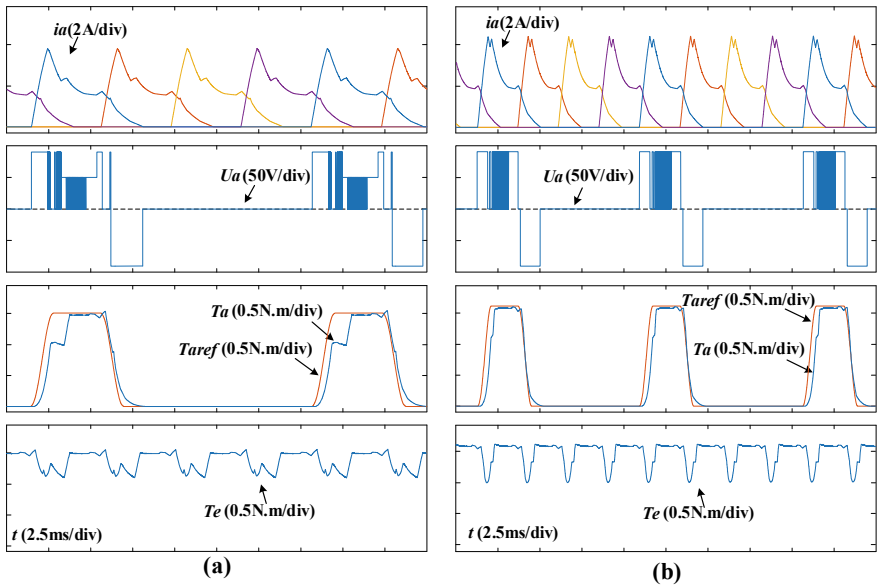 ia(2A/div)
Ua (50V/div)
Ta (0.5N.m/div)
Taref (0.5N.m/div)
Te (0.5N.m/div)
t (2.5ms/div)
(a)
ia(2A/div)
Ua (50V/div)
Taref (0.5N.m/div)
Ta (0.5N.m/div)
Te (0.5N.m/div)
t (2.5ms/div)
(b)